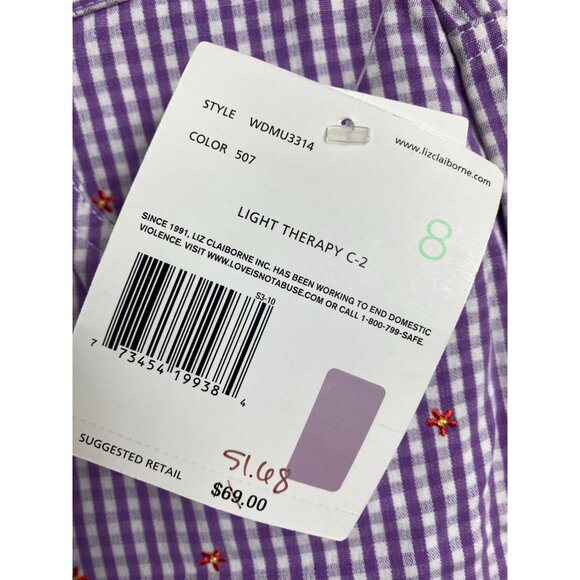 STYLE WDMU3314
www.lizclaiborne.com
COLOR 507
LIGHT THERAPY C-2
8
SINCE 1991, LIZ CLAIBORNE INC. HAS BEEN WORKING TO END DOMESTIC
VIOLENCE. VISIT WWW.LOVEISNOTABUSE.COM OR CALL 1-800-799-SAFE.
S3-10
7 73454 19938 4
51.68
SUGGESTED RETAIL $69.00